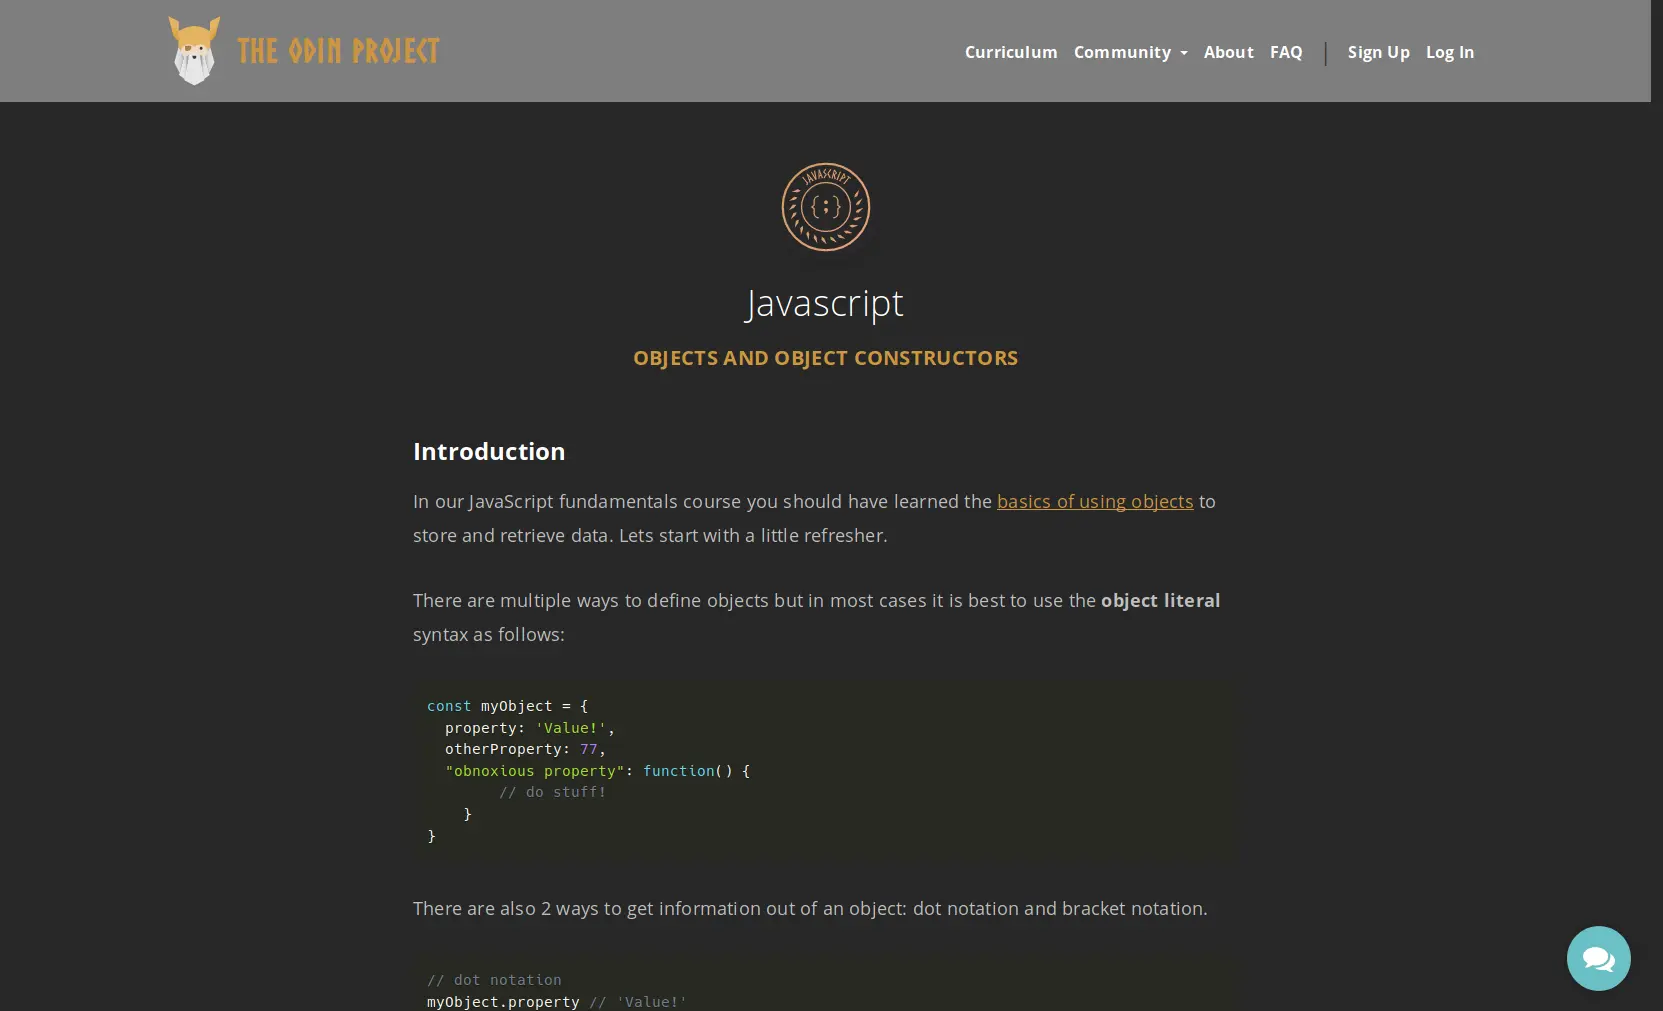 THE ODIN PROJECT
Curriculum Community About FAQ Sign Up Log In
JAVASCRIPT
{;}
Javascript
OBJECTS AND OBJECT CONSTRUCTORS
Introduction
In our JavaScript fundamentals course you should have learned the basics of using objects to
store and retrieve data. Lets start with a little refresher.
There are multiple ways to define objects but in most cases it is best to use the object literal
syntax as follows:
const myObject = {
  property: 'Value!',
  otherProperty: 77,
  "obnoxious property": function() {
        // do stuff!
    }
}
There are also 2 ways to get information out of an object: dot notation and bracket notation.
// dot notation
myObject.property // 'Value!'